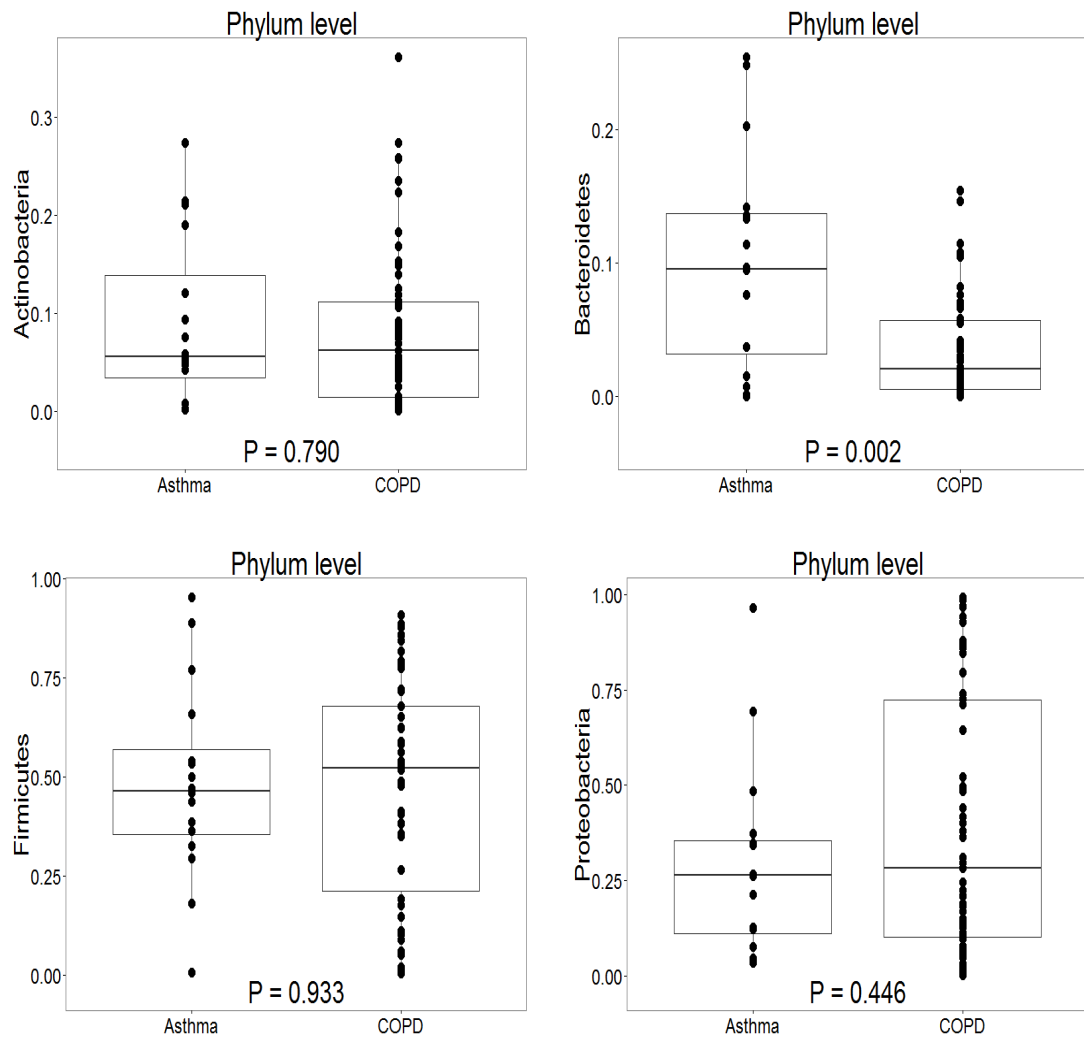 Phylum level
Actinobacteria
0.3
0.2
0.1
0.0
P = 0.790
Asthma COPD
Phylum level
Bacteroidetes
0.2
0.1
0.0
P = 0.002
Asthma COPD
Phylum level
Firmicutes
1.00
0.75
0.50
0.25
0.00
P = 0.933
Asthma COPD
Phylum level
Proteobacteria
1.00
0.75
0.50
0.25
0.00
P = 0.446
Asthma COPD